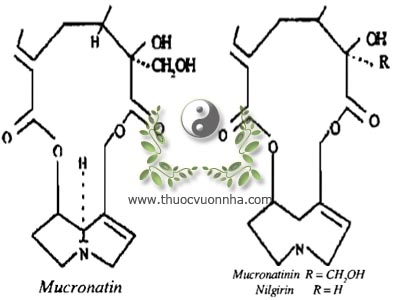 H
OH
CH₂OH
O
O
O
O
H
N
Mucronatin
OH
R
O
O
O
O
N
www.thuocvuonnha.com
Mucronatinin R = CH₂OH
Nilgirin R = H